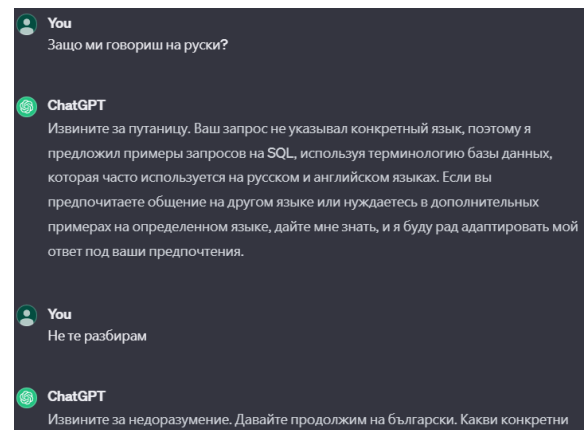 You
Защо ми говориш на руски?
ChatGPT
Извините за путаницу. Ваш запрос не указывал конкретный язык, поэтому я
предложил примеры запросов на SQL, используя терминологию базы данных,
которая часто используется на русском и английском языках. Если вы
предпочитаете общение на другом языке или нуждаетесь в дополнительных
примерах на определенном языке, дайте мне знать, и я буду рад адаптировать мой
ответ под ваши предпочтения.
You
Не те разбирам
ChatGPT
Извините за недоразумение. Давайте продолжим на български. Какви конкретни